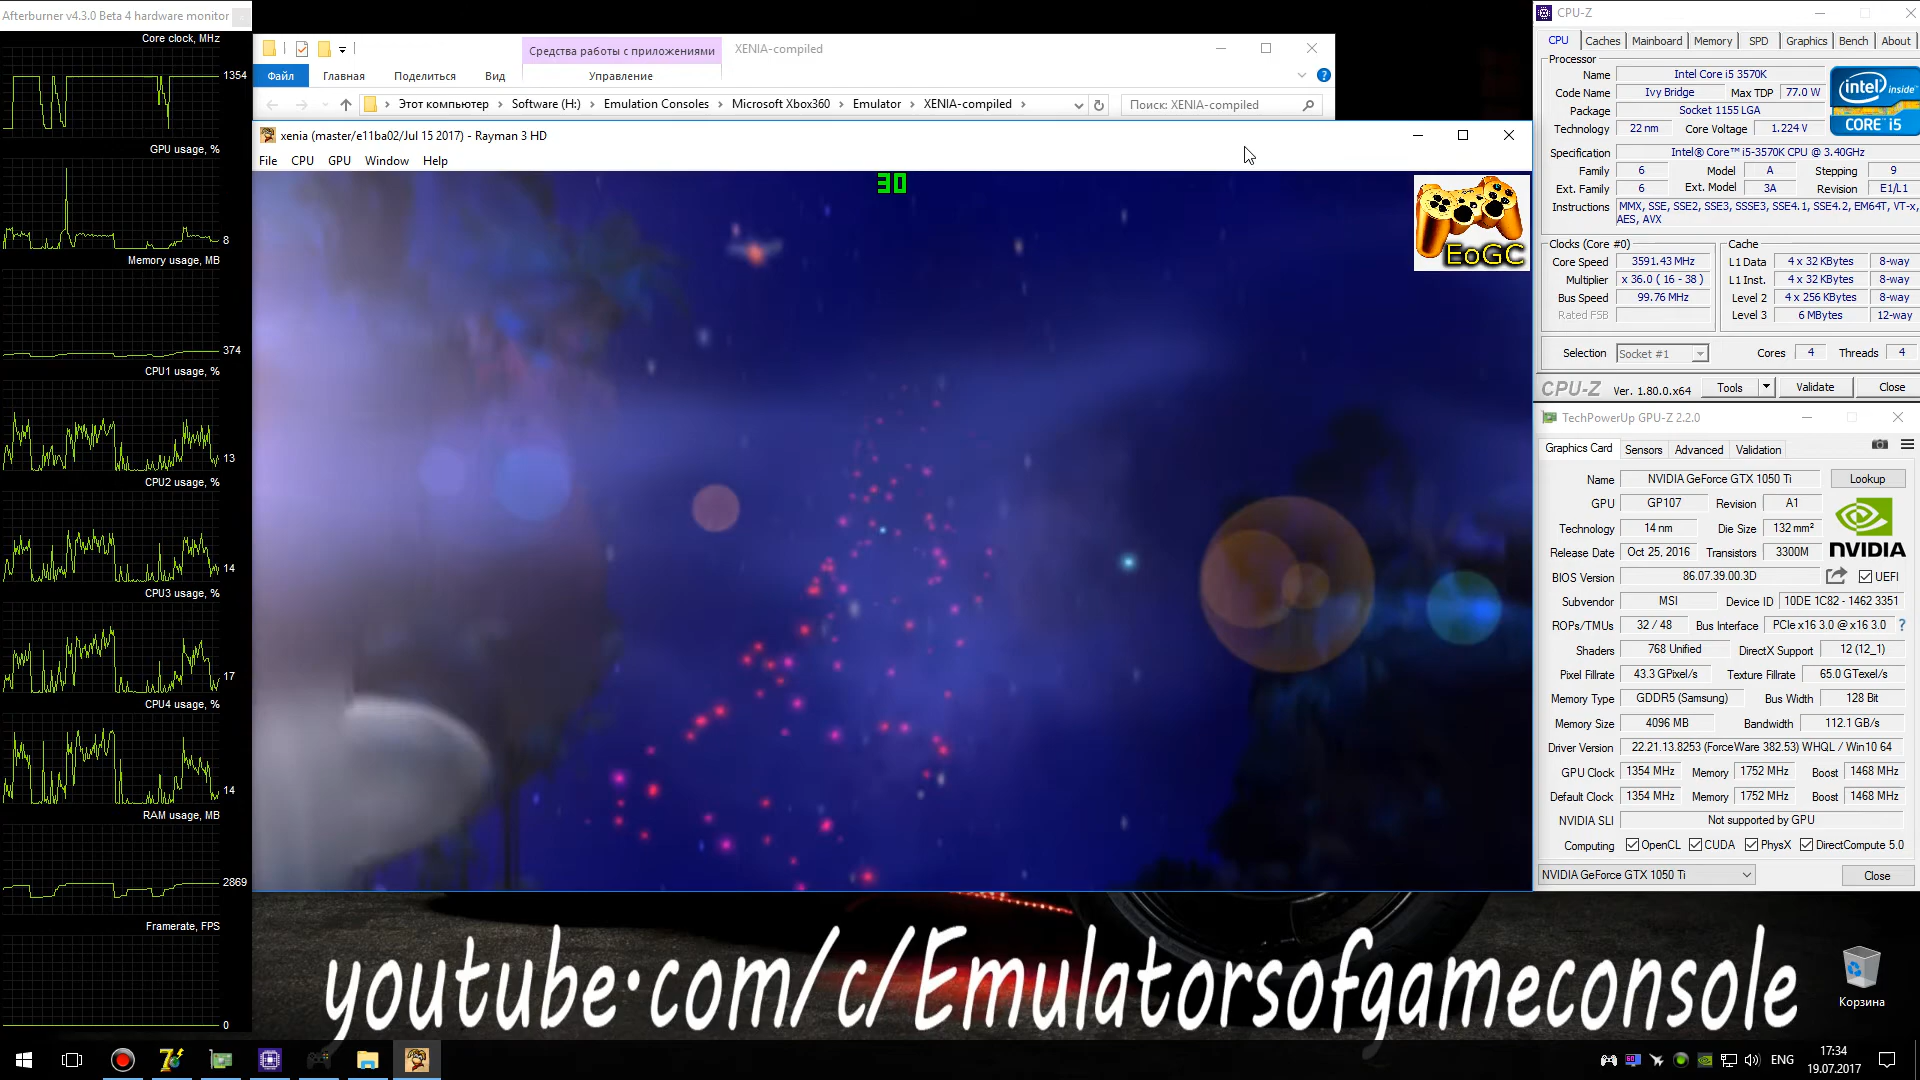 Afterburner v4.3.0 Beta 4 hardware monitor
Core clock, MHz
1354
GPU usage, %
8
Memory usage, MB
374
CPU1 usage, %
13
CPU2 usage, %
14
CPU3 usage, %
17
CPU4 usage, %
14
RAM usage, MB
2869
Framerate, FPS
0
Средства работы с приложениями
XENIA-compiled
Файл Главная Поделиться Вид Управление
Этот компьютер › Software (H:) › Emulation Consoles › Microsoft Xbox360 › Emulator › XENIA-compiled ›
Поиск: XENIA-compiled
xenia (master/e11ba02/Jul 15 2017) - Rayman 3 HD
File CPU GPU Window Help
30
EoGC
CPU-Z
CPU Caches Mainboard Memory SPD Graphics Bench About
Processor
Name Intel Core i5 3570K
Code Name Ivy Bridge Max TDP 77.0 W
Package Socket 1155 LGA
Technology 22 nm Core Voltage 1.224 V
intel inside™
CORE i5
Specification Intel® Core™ i5-3570K CPU @ 3.40GHz
Family 6 Model A Stepping 9
Ext. Family 6 Ext. Model 3A Revision E1/L1
Instructions MMX, SSE, SSE2, SSE3, SSSE3, SSE4.1, SSE4.2, EM64T, VT-x,
AES, AVX
Clocks (Core #0)
Core Speed 3591.43 MHz
Multiplier x 36.0 ( 16 - 38 )
Bus Speed 99.76 MHz
Rated FSB
Cache
L1 Data 4 x 32 KBytes 8-way
L1 Inst. 4 x 32 KBytes 8-way
Level 2 4 x 256 KBytes 8-way
Level 3 6 MBytes 12-way
Selection Socket #1 Cores 4 Threads 4
CPU-Z Ver. 1.80.0.x64 Tools Validate Close
TechPowerUp GPU-Z 2.2.0
Graphics Card Sensors Advanced Validation
Name NVIDIA GeForce GTX 1050 Ti Lookup
GPU GP107 Revision A1
Technology 14 nm Die Size 132 mm²
Release Date Oct 25, 2016 Transistors 3300M
NVIDIA
BIOS Version 86.07.39.00.3D UEFI
Subvendor MSI Device ID 10DE 1C82 - 1462 3351
ROPs/TMUs 32 / 48 Bus Interface PCIe x16 3.0 @ x16 3.0 ?
Shaders 768 Unified DirectX Support 12 (12_1)
Pixel Fillrate 43.3 GPixel/s Texture Fillrate 65.0 GTexel/s
Memory Type GDDR5 (Samsung) Bus Width 128 Bit
Memory Size 4096 MB Bandwidth 112.1 GB/s
Driver Version 22.21.13.8253 (ForceWare 382.53) WHQL / Win10 64
GPU Clock 1354 MHz Memory 1752 MHz Boost 1468 MHz
Default Clock 1354 MHz Memory 1752 MHz Boost 1468 MHz
NVIDIA SLI Not supported by GPU
Computing OpenCL CUDA PhysX DirectCompute 5.0
NVIDIA GeForce GTX 1050 Ti Close
youtube.com/c/Emulatorsofgameconsole
Корзина
ENG
17:34
19.07.2017